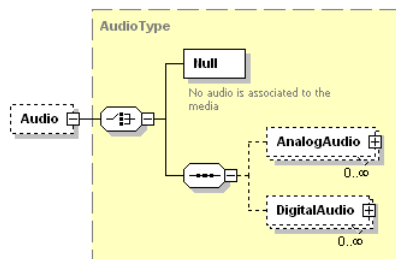 AudioType
Null
No audio is associated to the
media
Audio
AnalogAudio
0..∞
DigitalAudio
0..∞